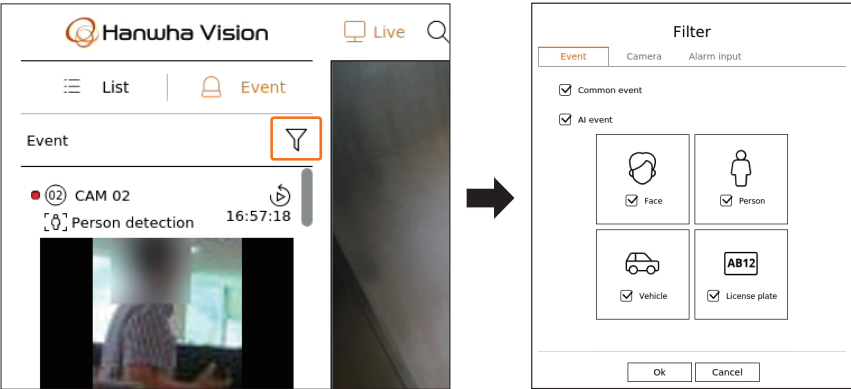 Hanwha Vision
Live
List
Event
Event
02 CAM 02
Person detection
16:57:18
Filter
Event Camera Alarm input
Common event
AI event
Face
Person
AB12
Vehicle
License plate
Ok Cancel